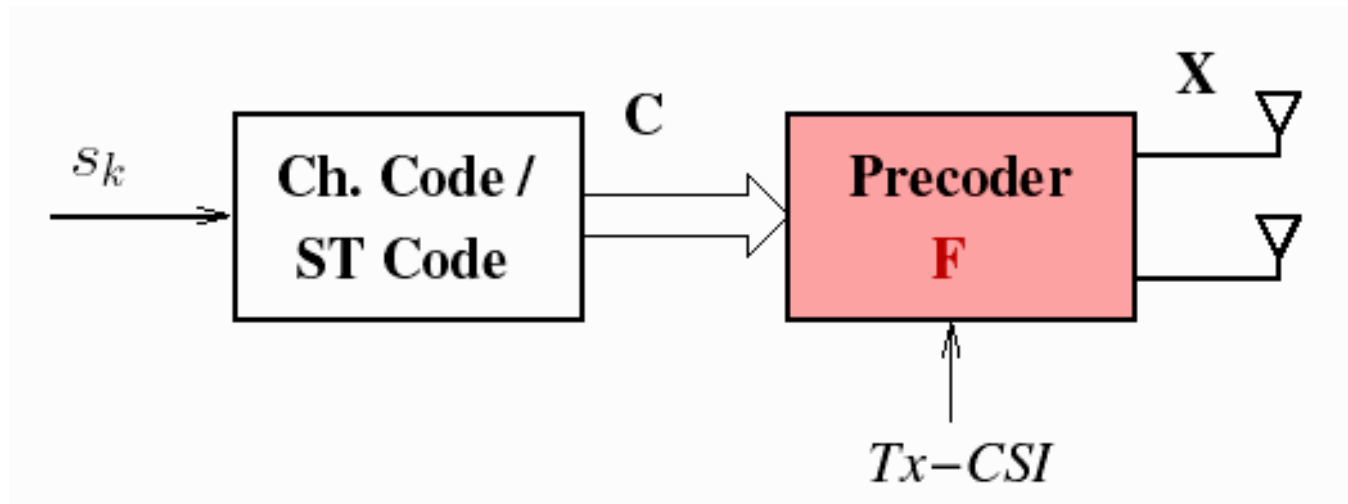 s_k
Ch. Code /
ST Code
C
Precoder
F
X
Tx−CSI